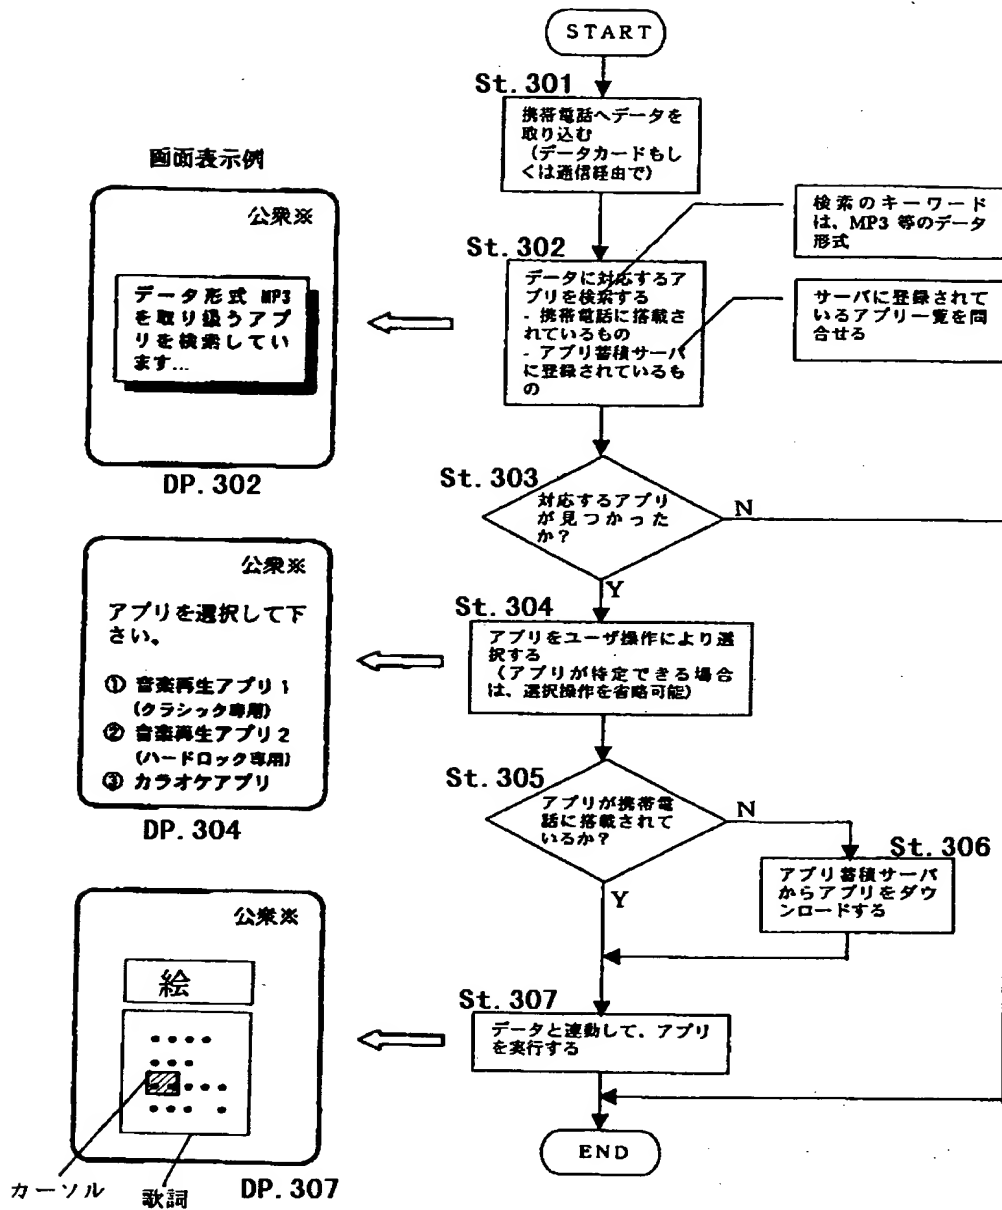 START
St. 301
携帯電話へデータを
取り込む
(データカードもし
くは通信経由で)
画面表示例
公衆※
データ形式 MP3
を取り扱うアプ
リを検索してい
ます...
DP. 302
St. 302
データに対応するア
プリを検索する
- 携帯電話に搭載さ
れているもの
- アプリ蓄積サーバ
に登録されているも
の
検索のキーワード
は、MP3 等のデータ
形式
サーバに登録されて
いるアプリ一覧を問
合せる
St. 303
対応するアプリ
が見つかった
か?
N
Y
公衆※
アプリを選択して下
さい。
① 音楽再生アプリ1
(クラシック専用)
② 音楽再生アプリ2
(ハードロック専用)
③ カラオケアプリ
DP. 304
St. 304
アプリをユーザ操作により選
択する
(アプリが特定できる場合
は、選択操作を省略可能)
St. 305
アプリが携帯電
話に搭載されて
いるか?
N
Y
St. 306
アプリ蓄積サーバ
からアプリをダウ
ンロードする
公衆※
絵
カーソル
歌詞
DP. 307
St. 307
データと連動して、アプリ
を実行する
END